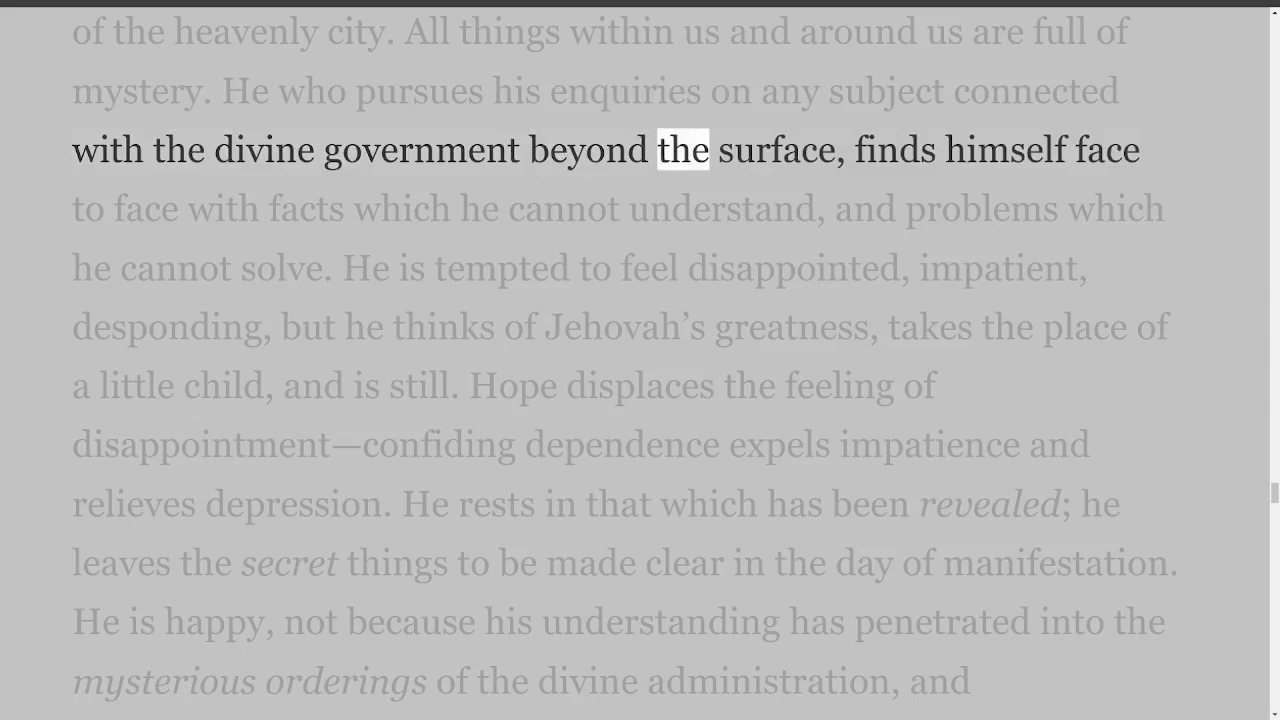 of the heavenly city. All things within us and around us are full of
mystery. He who pursues his enquiries on any subject connected
with the divine government beyond the surface, finds himself face
to face with facts which he cannot understand, and problems which
he cannot solve. He is tempted to feel disappointed, impatient,
desponding, but he thinks of Jehovah’s greatness, takes the place of
a little child, and is still. Hope displaces the feeling of
disappointment—confiding dependence expels impatience and
relieves depression. He rests in that which has been revealed; he
leaves the secret things to be made clear in the day of manifestation.
He is happy, not because his understanding has penetrated into the
mysterious orderings of the divine administration, and